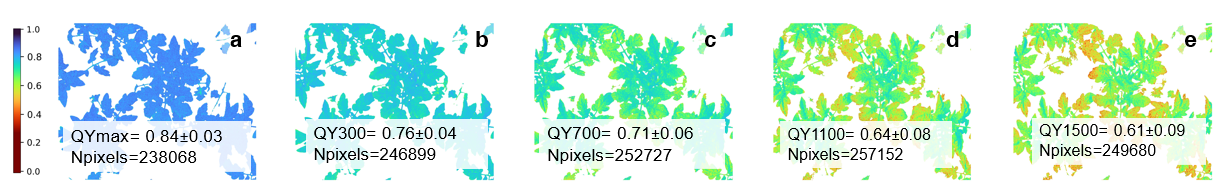 1.0
0.8
0.6
0.4
0.2
0.0
a
QYmax= 0.84±0.03
Npixels=238068
b
QY300= 0.76±0.04
Npixels=246899
c
QY700= 0.71±0.06
Npixels=252727
d
QY1100= 0.64±0.08
Npixels=257152
e
QY1500= 0.61±0.09
Npixels=249680